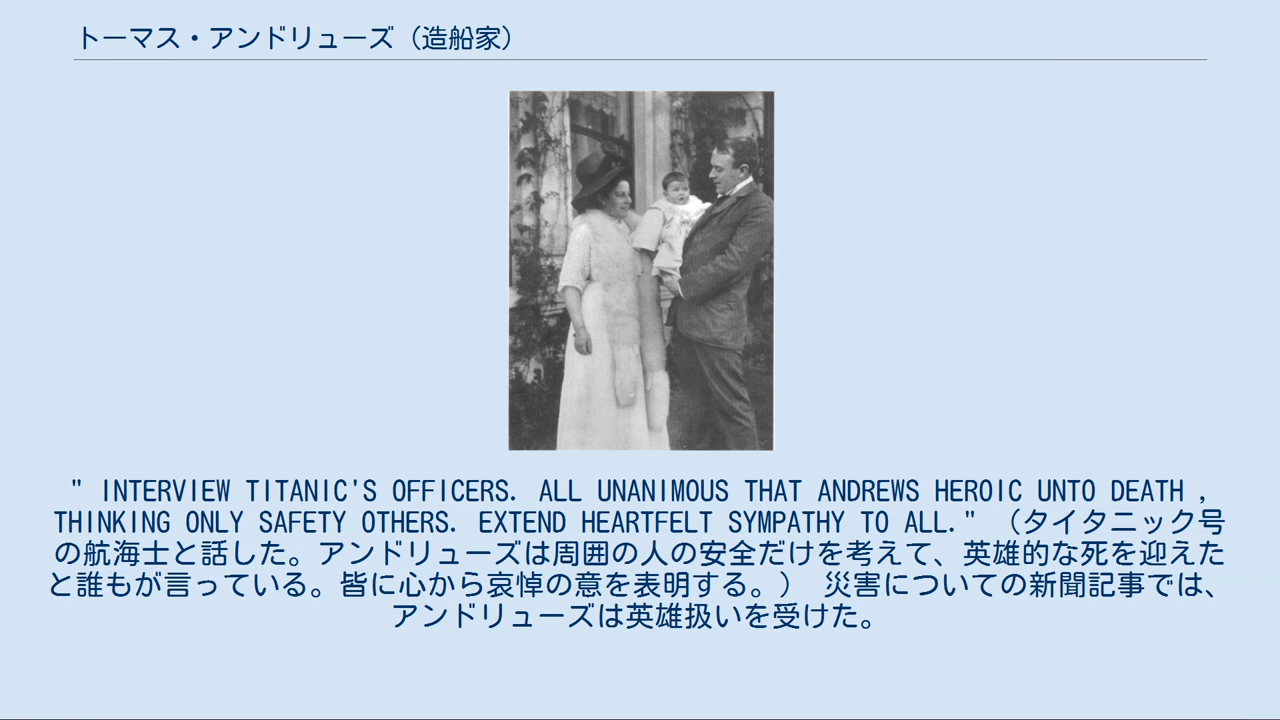 トーマス・アンドリューズ（造船家）
" INTERVIEW TITANIC'S OFFICERS. ALL UNANIMOUS THAT ANDREWS HEROIC UNTO DEATH ,
THINKING ONLY SAFETY OTHERS. EXTEND HEARTFELT SYMPATHY TO ALL." （タイタニック号
の航海士と話した。アンドリューズは周囲の人の安全だけを考えて、英雄的な死を迎えた
と誰もが言っている。皆に心から哀悼の意を表明する。） 災害についての新聞記事では、
アンドリューズは英雄扱いを受けた。